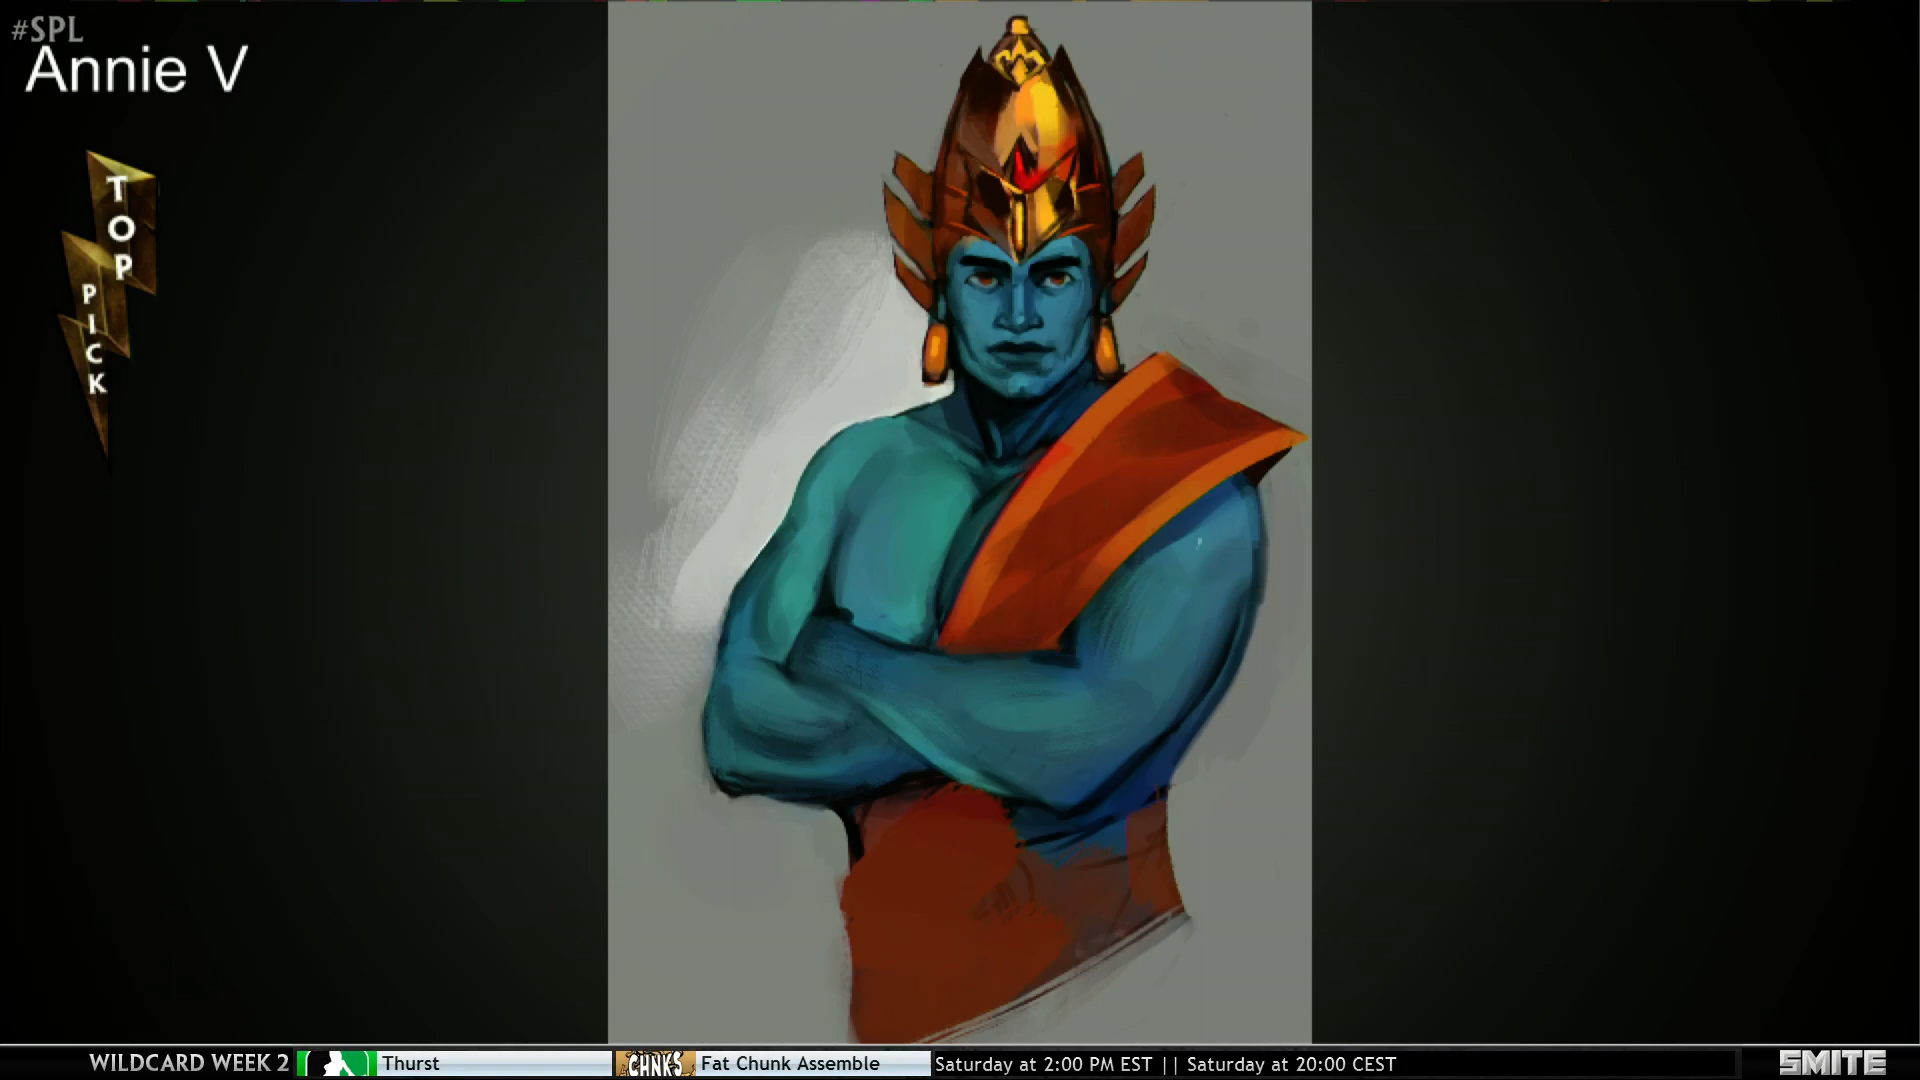 #SPL
Annie V
TOP
PICK
WILDCARD WEEK 2 Thurst CHNKS Fat Chunk Assemble Saturday at 2:00 PM EST || Saturday at 20:00 CEST SMITE